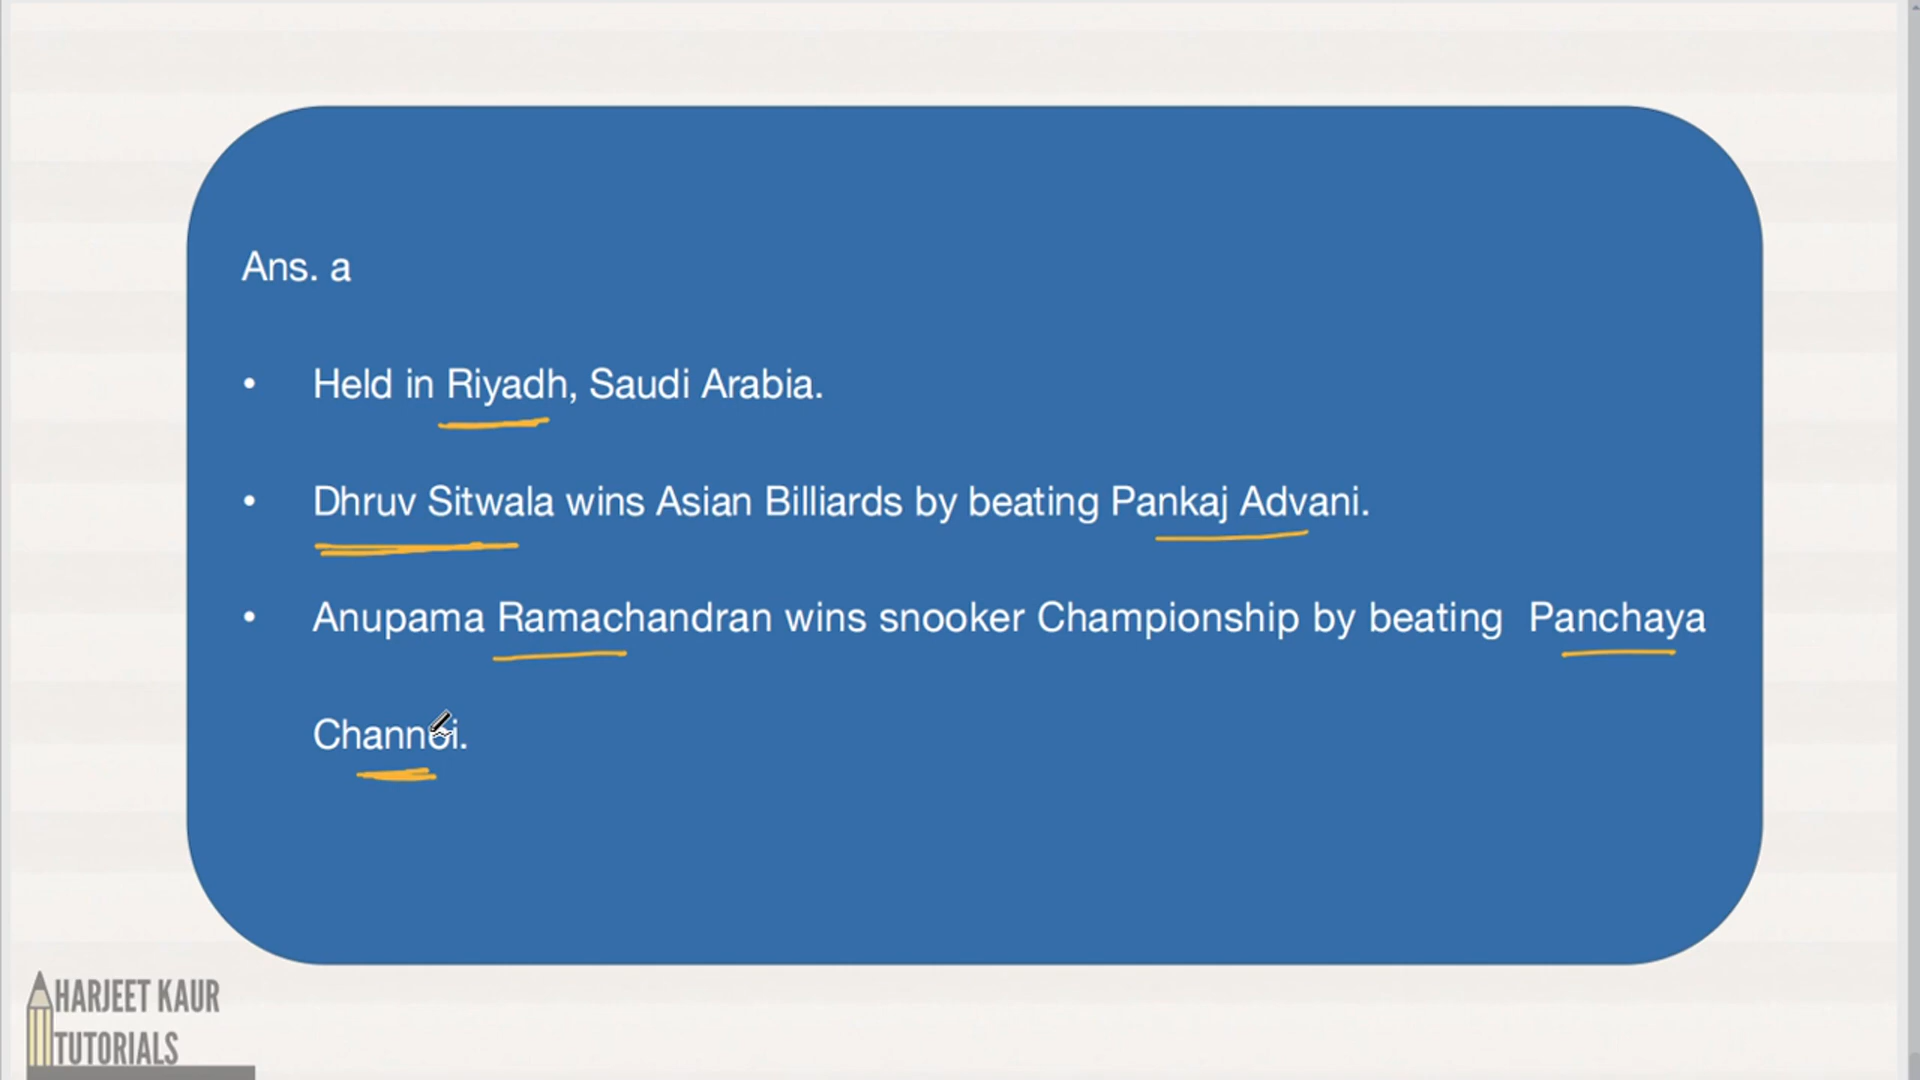 Ans. a
• Held in Riyadh, Saudi Arabia.
• Dhruv Sitwala wins Asian Billiards by beating Pankaj Advani.
• Anupama Ramachandran wins snooker Championship by beating Panchaya
Channoi.
HARJEET KAUR
TUTORIALS